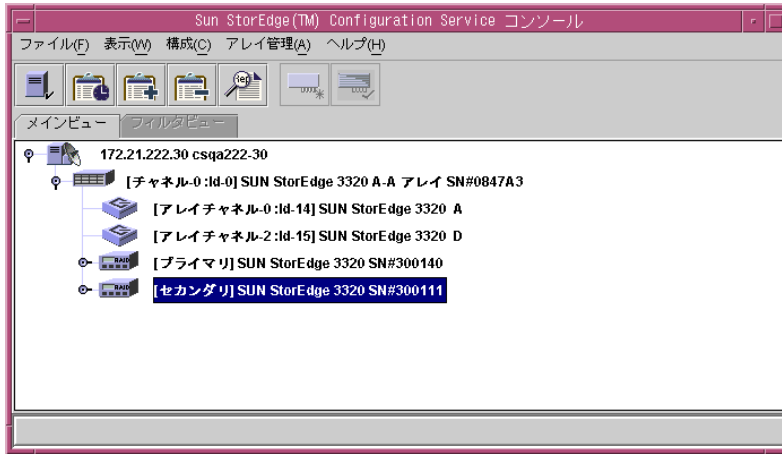 Sun StorEdge(TM) Configuration Service コンソール
ファイル(F) 表示(W) 構成(C) アレイ管理(A) ヘルプ(H)
メインビュー フィルタビュー
172.21.222.30 csqa222-30
[チャネル-0 :Id-0] SUN StorEdge 3320 A-A アレイ SN#0847A3
[アレイチャネル-0 :Id-14] SUN StorEdge 3320 A
[アレイチャネル-2 :Id-15] SUN StorEdge 3320 D
[プライマリ] SUN StorEdge 3320 SN#300140
[セカンダリ] SUN StorEdge 3320 SN#300111